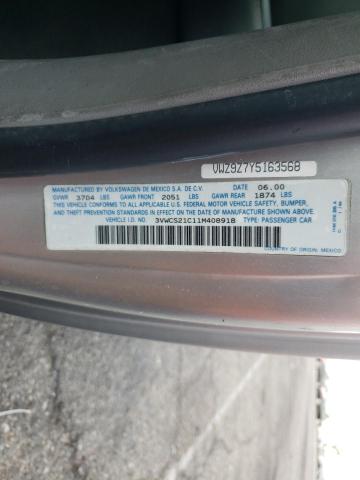 VWZ9Z7Y5163568
MANUFACTURED BY VOLKSWAGEN DE MEXICO S.A. DE C.V. DATE 06.00
GVWR 3704 LBS GAWR FRONT 2051 LBS GAWR REAR 1874 LBS
THIS VEHICLE CONFORMS TO ALL APPLICABLE U.S. FEDERAL MOTOR VEHICLE SAFETY, BUMPER,
AND THEFT PREVENTION STANDARDS IN EFFECT ON THE DATE OF MANUFACTURE SHOWN ABOVE.
VEHICLE I.D. NO. 3VWCS21C11M408918 TYPE: PASSENGER CAR
COUNTRY OF ORIGIN: MEXICO